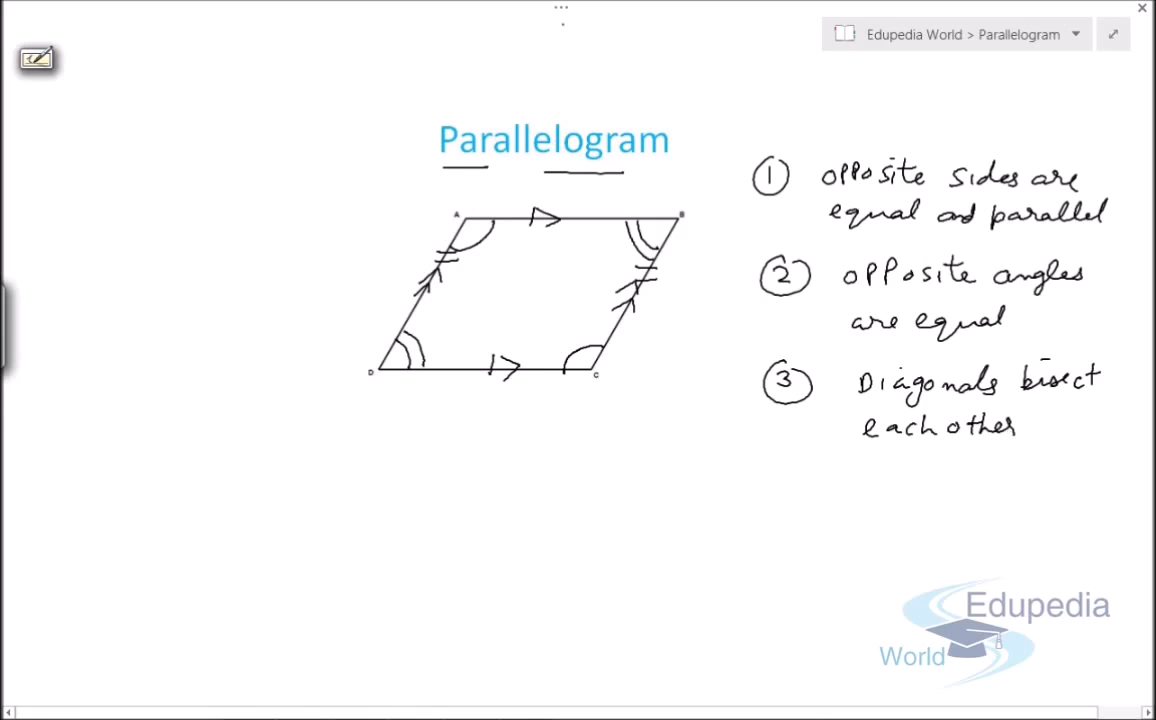 Edupedia World > Parallelogram
Parallelogram
A
B
D
C
1 opposite sides are
equal and parallel
2 opposite angles
are equal
3 Diagonals bisect
each other
Edupedia
World